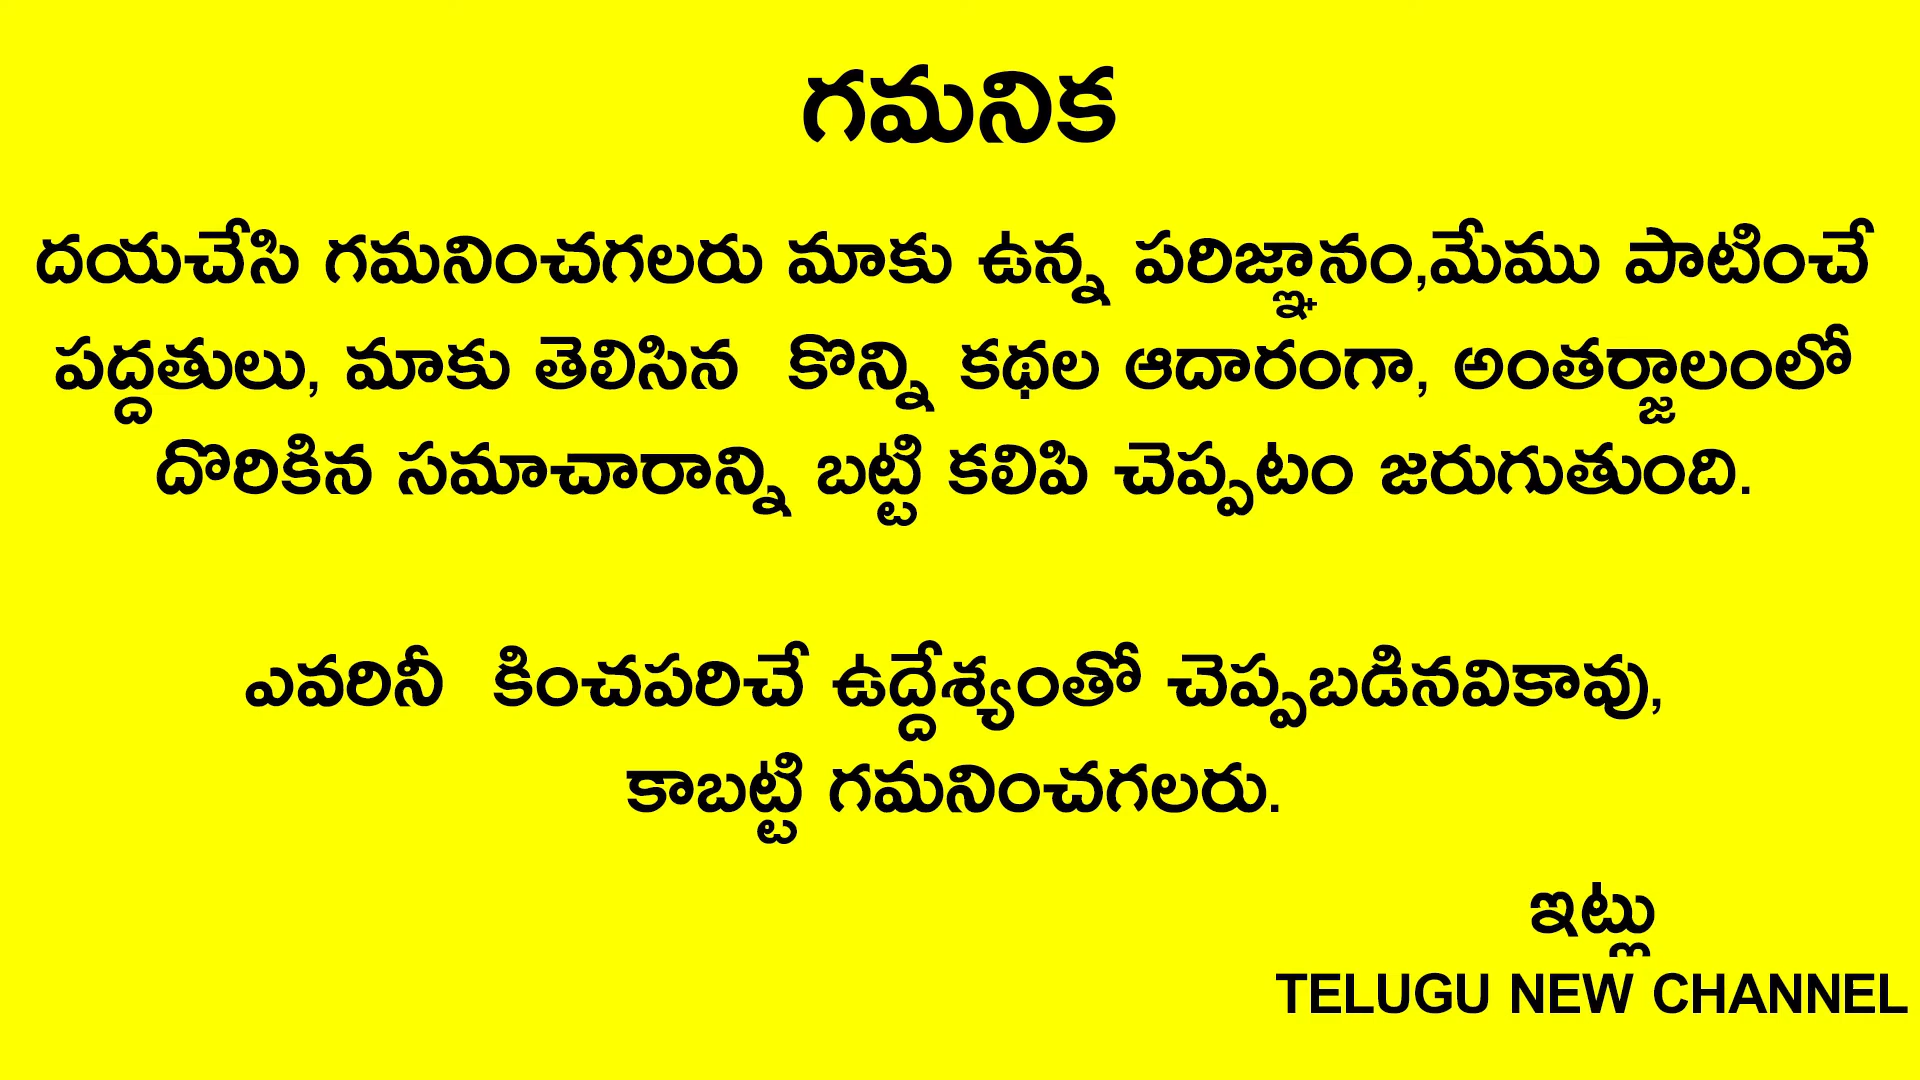 గమనిక
దయచేసి గమనించగలరు మాకు ఉన్న పరిజ్ఞానం,మేము పాటించే
పద్దతులు, మాకు తెలిసిన కొన్ని కథల ఆదారంగా, అంతర్జాలంలో
దొరికిన సమాచారాన్ని బట్టి కలిపి చెప్పటం జరుగుతుంది.
ఎవరినీ కించపరిచే ఉద్దేశ్యంతో చెప్పబడినవికావు,
కాబట్టి గమనించగలరు.
ఇట్లు
TELUGU NEW CHANNEL